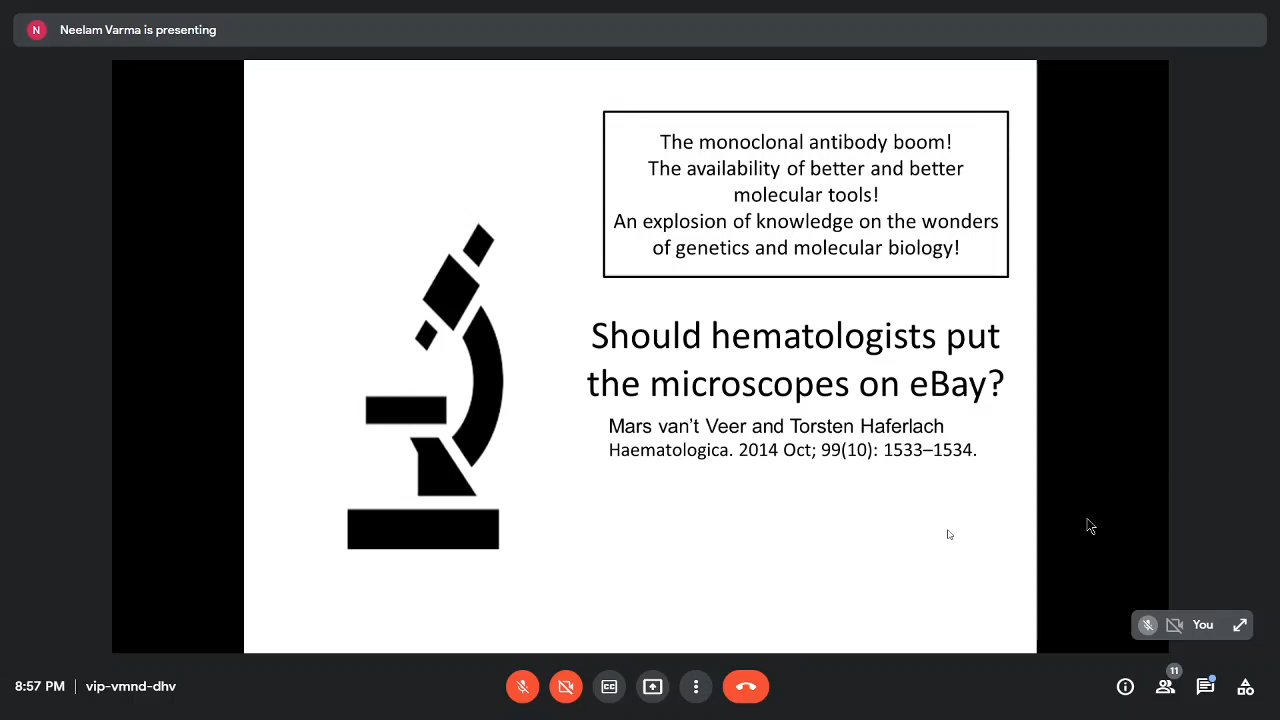 N Neelam Varma is presenting
The monoclonal antibody boom!
The availability of better and better
molecular tools!
An explosion of knowledge on the wonders
of genetics and molecular biology!
Should hematologists put
the microscopes on eBay?
Mars van't Veer and Torsten Haferlach
Haematologica. 2014 Oct; 99(10): 1533–1534.
You
8:57 PM | vip-vmnd-dhv
CC
11